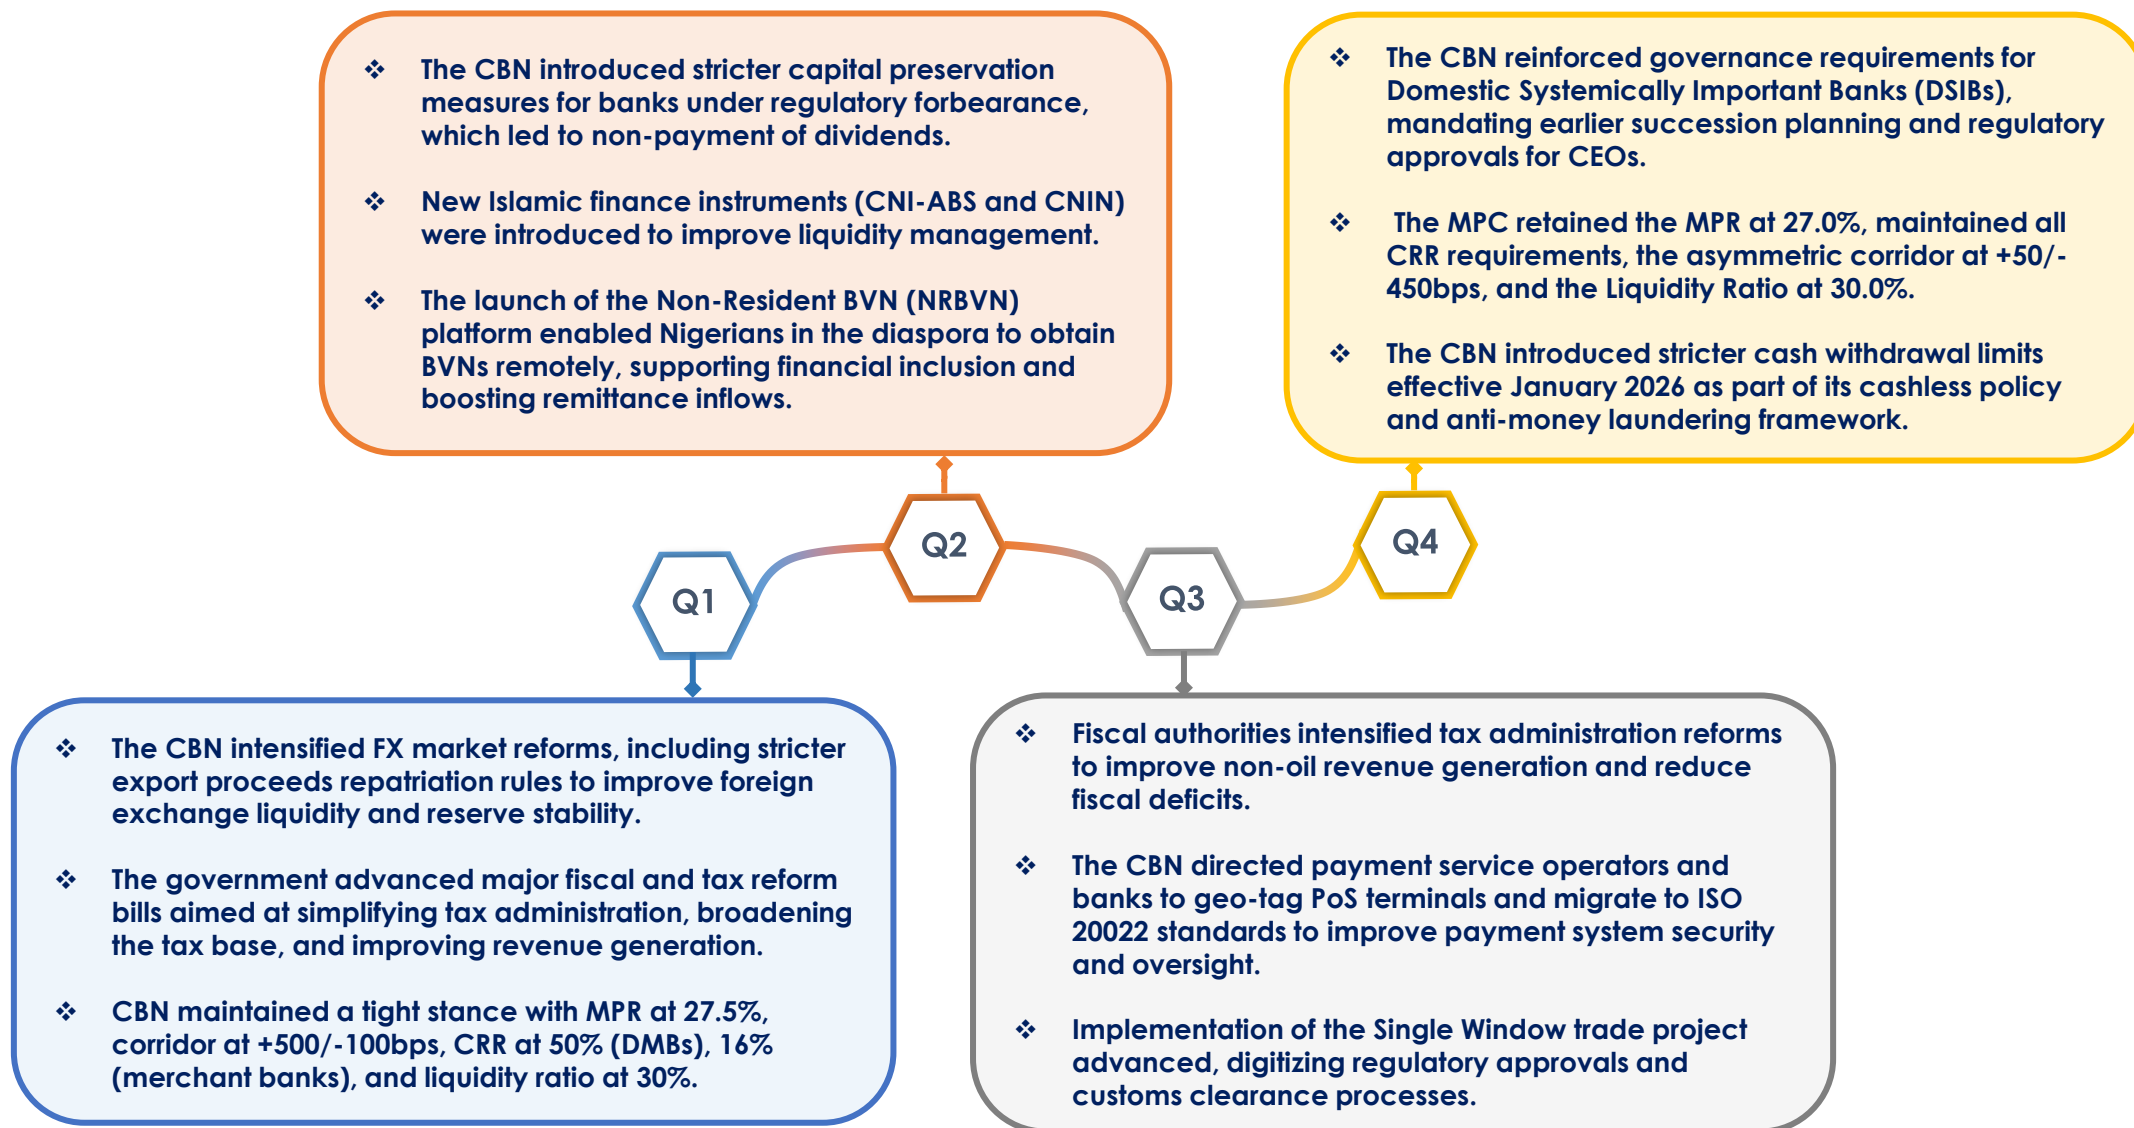 ❖ The CBN introduced stricter capital preservation
measures for banks under regulatory forbearance,
which led to non-payment of dividends.
❖ New Islamic finance instruments (CNI-ABS and CNIN)
were introduced to improve liquidity management.
❖ The launch of the Non-Resident BVN (NRBVN)
platform enabled Nigerians in the diaspora to obtain
BVNs remotely, supporting financial inclusion and
boosting remittance inflows.
❖ The CBN reinforced governance requirements for
Domestic Systemically Important Banks (DSIBs),
mandating earlier succession planning and regulatory
approvals for CEOs.
❖ The MPC retained the MPR at 27.0%, maintained all
CRR requirements, the asymmetric corridor at +50/-
450bps, and the Liquidity Ratio at 30.0%.
❖ The CBN introduced stricter cash withdrawal limits
effective January 2026 as part of its cashless policy
and anti-money laundering framework.
Q1
Q2
Q3
Q4
❖ The CBN intensified FX market reforms, including stricter
export proceeds repatriation rules to improve foreign
exchange liquidity and reserve stability.
❖ The government advanced major fiscal and tax reform
bills aimed at simplifying tax administration, broadening
the tax base, and improving revenue generation.
❖ CBN maintained a tight stance with MPR at 27.5%,
corridor at +500/-100bps, CRR at 50% (DMBs), 16%
(merchant banks), and liquidity ratio at 30%.
❖ Fiscal authorities intensified tax administration reforms
to improve non-oil revenue generation and reduce
fiscal deficits.
❖ The CBN directed payment service operators and
banks to geo-tag PoS terminals and migrate to ISO
20022 standards to improve payment system security
and oversight.
❖ Implementation of the Single Window trade project
advanced, digitizing regulatory approvals and
customs clearance processes.